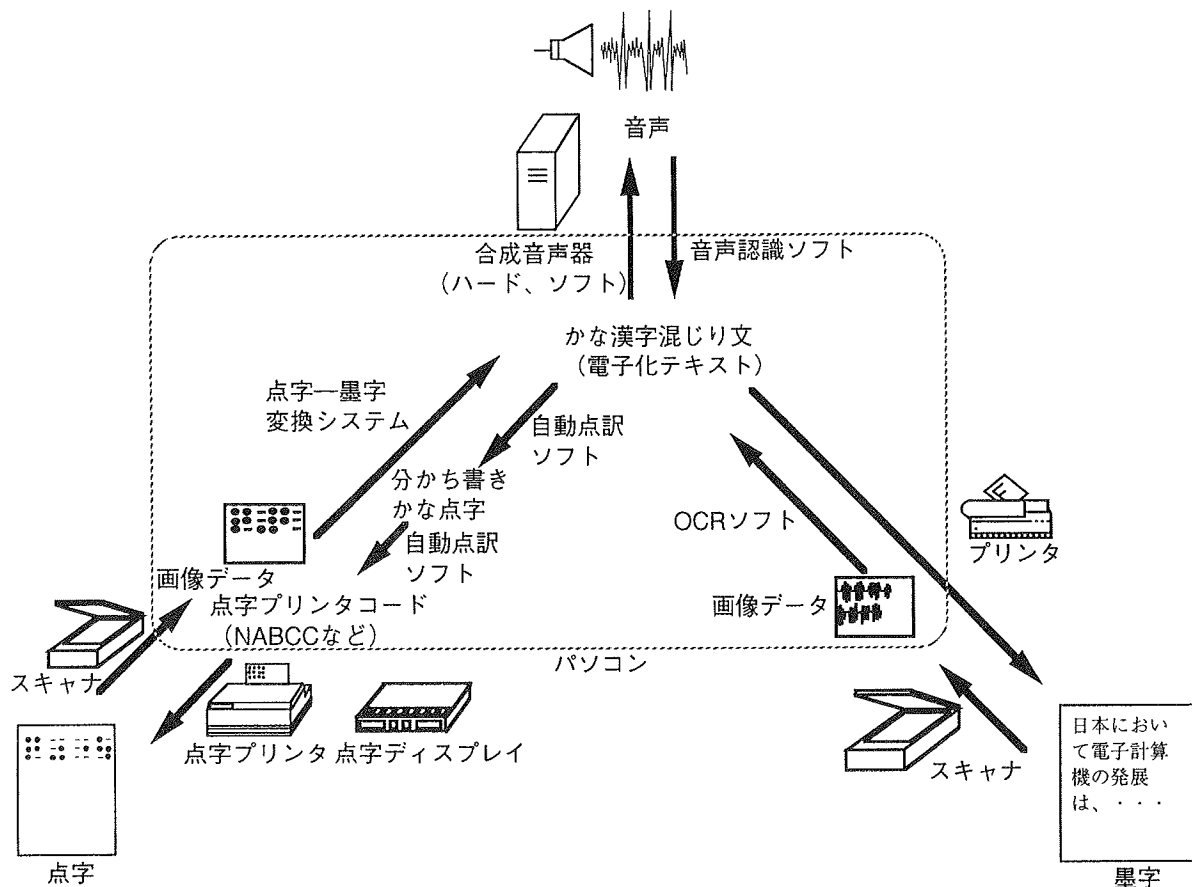 音声
合成音声器
（ハード、ソフト）
音声認識ソフト
かな漢字混じり文
（電子化テキスト）
点字―墨字
変換システム
自動点訳
ソフト
分かち書き
かな点字
自動点訳
ソフト
OCRソフト
プリンタ
画像データ
点字プリンタコード
（NABCCなど）
画像データ
パソコン
スキャナ
点字プリンタ
点字ディスプレイ
スキャナ
日本におい
て電子計算
機の発展
は、・・・
点字
墨字